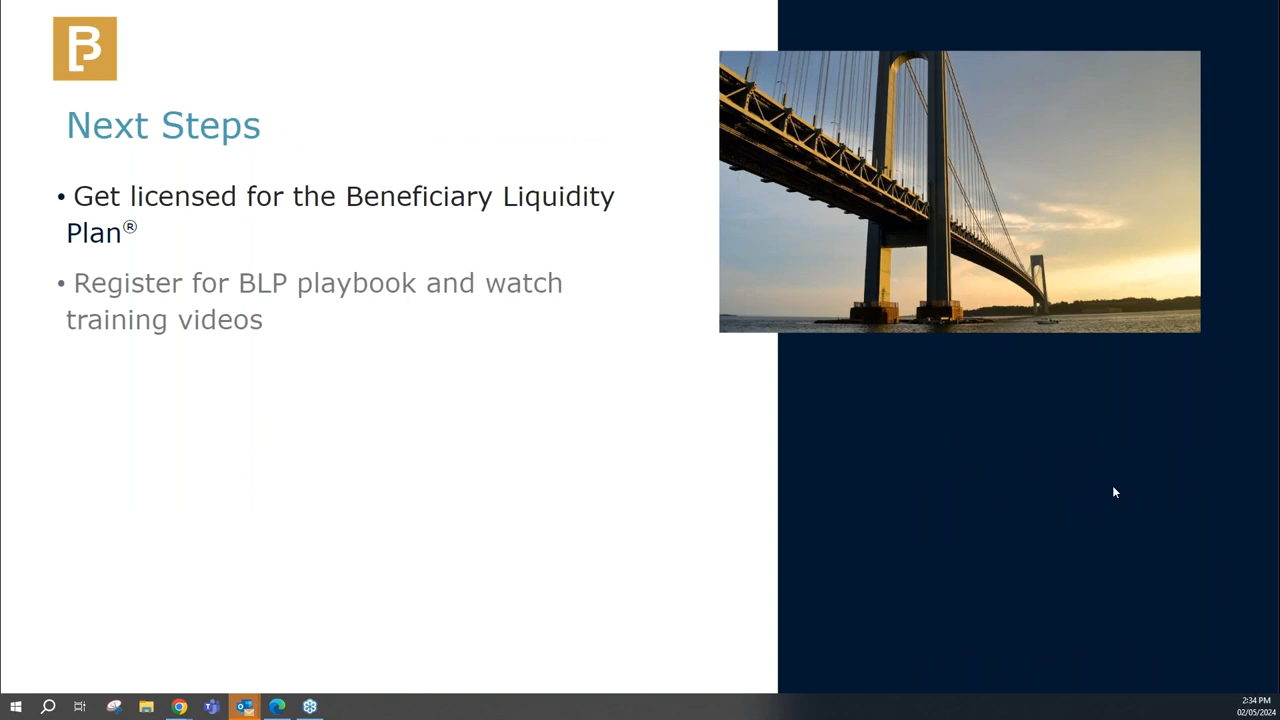 B
Next Steps
• Get licensed for the Beneficiary Liquidity
Plan®
• Register for BLP playbook and watch
training videos
2:34 PM
02/05/2024